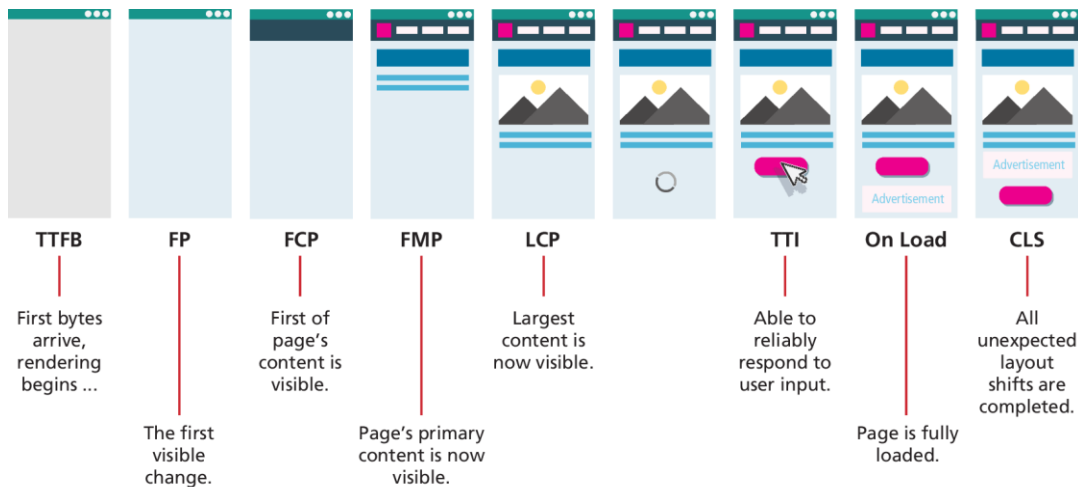 Advertisement
Advertisement
TTFB
FP
FCP
FMP
LCP
TTI
On Load
CLS
First bytes
arrive,
rendering
begins ...
The first
visible
change.
First of
page's
content is
visible.
Page's primary
content is now
visible.
Largest
content is
now visible.
Able to
reliably
respond to
user input.
Page is fully
loaded.
All
unexpected
layout
shifts are
completed.